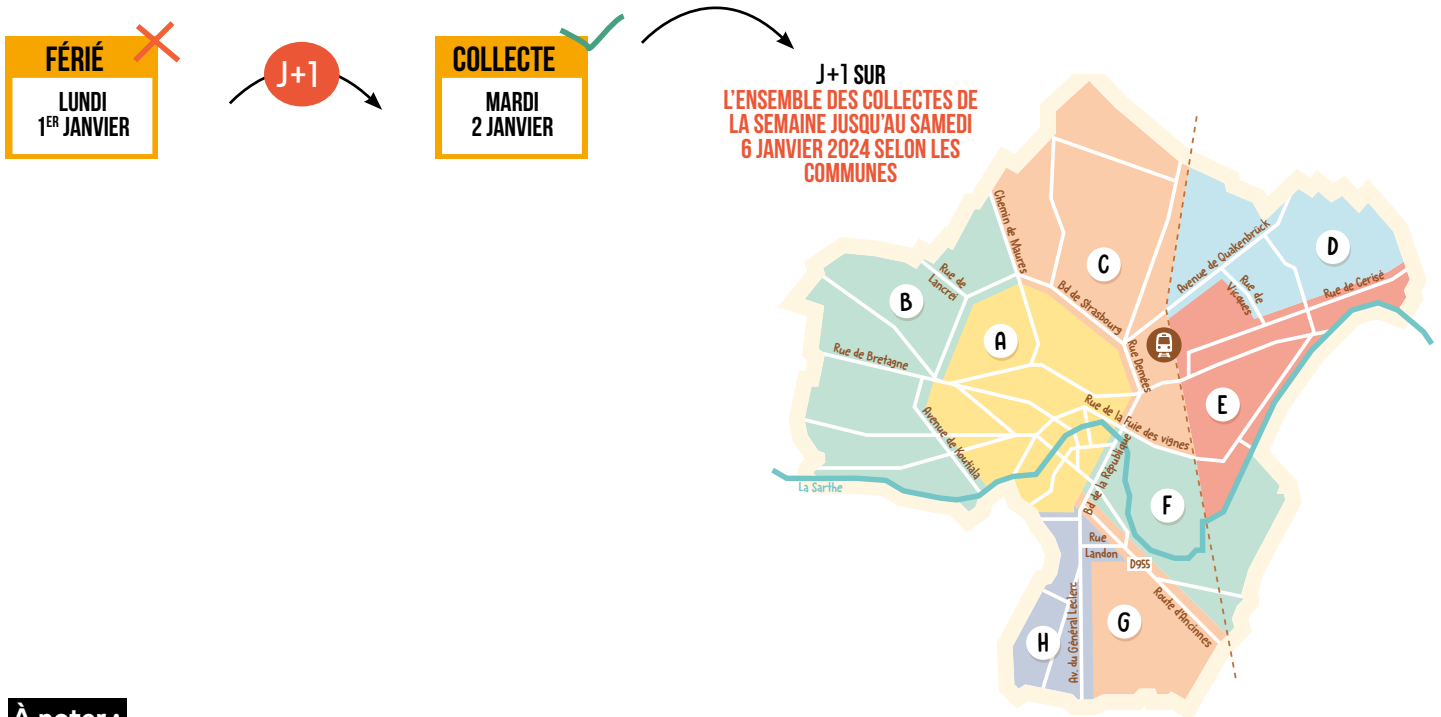 FÉRIÉ
LUNDI
1ER JANVIER
J+1
COLLECTE
MARDI
2 JANVIER
J+1 SUR
L'ENSEMBLE DES COLLECTES DE
LA SEMAINE JUSQU'AU SAMEDI
6 JANVIER 2024 SELON LES
COMMUNES
Chemin de Maures
C
D
Avenue de Quakenbrück
Rue de
Vicques
Rue de Cerisé
Rue de
Lancrel
B
Bd de Strasbourg
A
Rue Demées
Rue de Bretagne
E
Rue de la Fuie des vignes
Avenue de Koutiala
Bd de la République
La Sarthe
F
Rue
Landon
D955
Route d'Ancinnes
Av. du Général Leclerc
G
H
À noter :